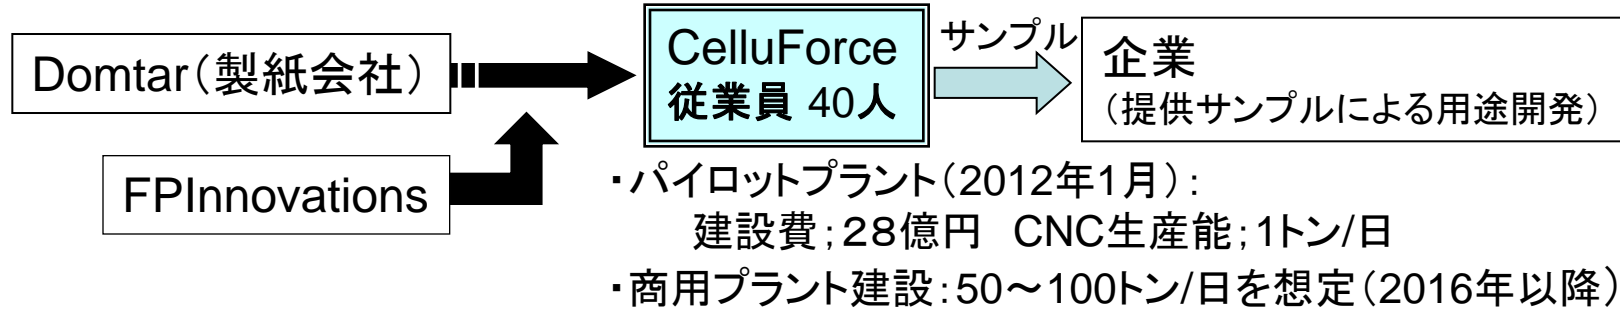 Domtar（製紙会社）
FPInnovations
CelluForce
従業員 40人
サンプル
企業
（提供サンプルによる用途開発）
・パイロットプラント（2012年1月）：
建設費；２８億円　CNC生産能；1トン/日
・商用プラント建設：50～100トン/日を想定（2016年以降）